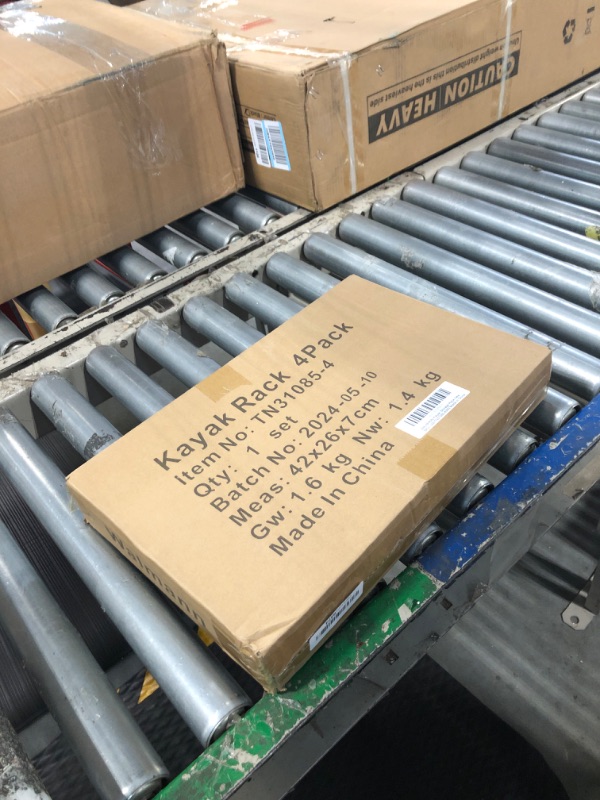 CAUTION HEAVY
Kayak Rack 4Pack
item No: TN31085-4
Qty: 1 set
Batch No: 2024-05-10
Meas: 42x26x7cm
Gw: 1.6 kg Nw: 1.4 kg
Made In China